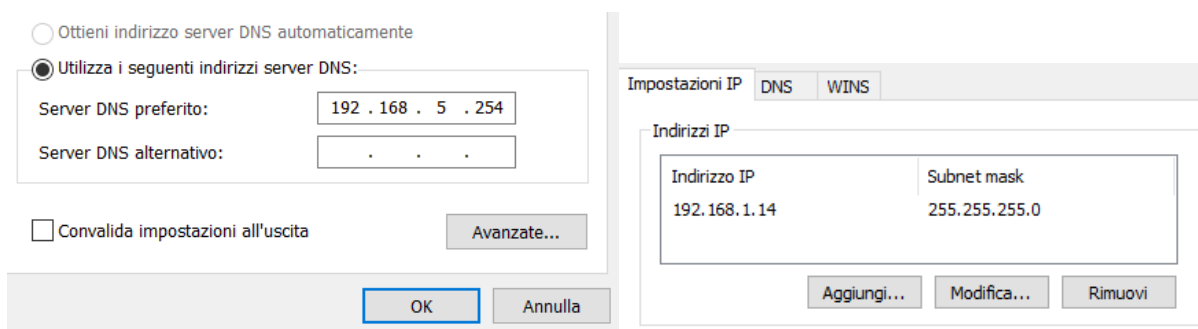 Ottieni indirizzo server DNS automaticamente
Utilizza i seguenti indirizzi server DNS:
Server DNS preferito: 192 . 168 . 5 . 254
Server DNS alternativo: . . .
Convalida impostazioni all'uscita Avanzate...
OK Annulla
Impostazioni IP DNS WINS
Indirizzi IP
Indirizzo IP Subnet mask
192.168.1.14 255.255.255.0
Aggiungi... Modifica... Rimuovi